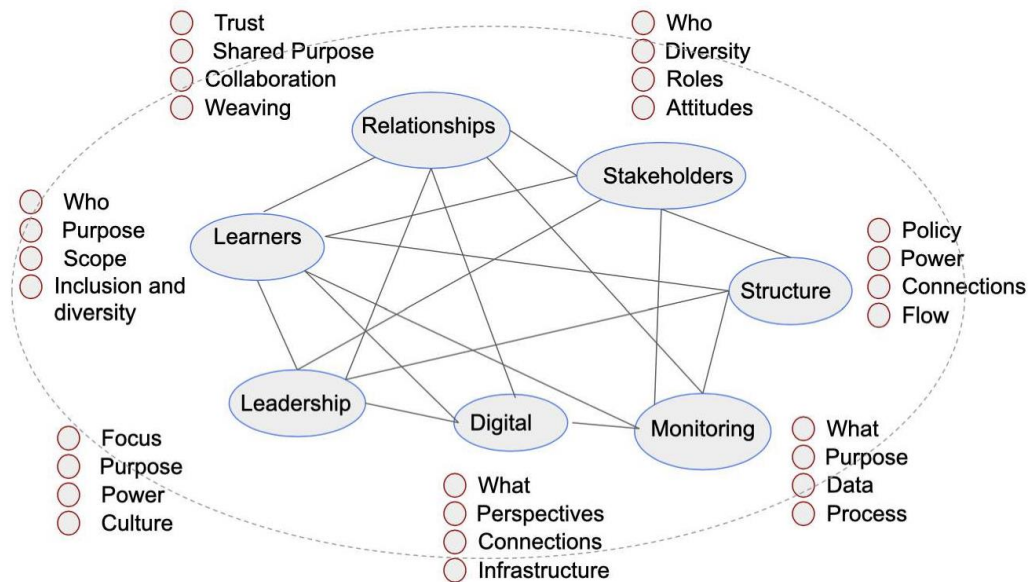 Trust
Shared Purpose
Collaboration
Weaving
Who
Diversity
Roles
Attitudes
Relationships
Stakeholders
Who
Purpose
Scope
Inclusion and
diversity
Learners
Structure
Policy
Power
Connections
Flow
Leadership
Digital
Monitoring
Focus
Purpose
Power
Culture
What
Perspectives
Connections
Infrastructure
What
Purpose
Data
Process